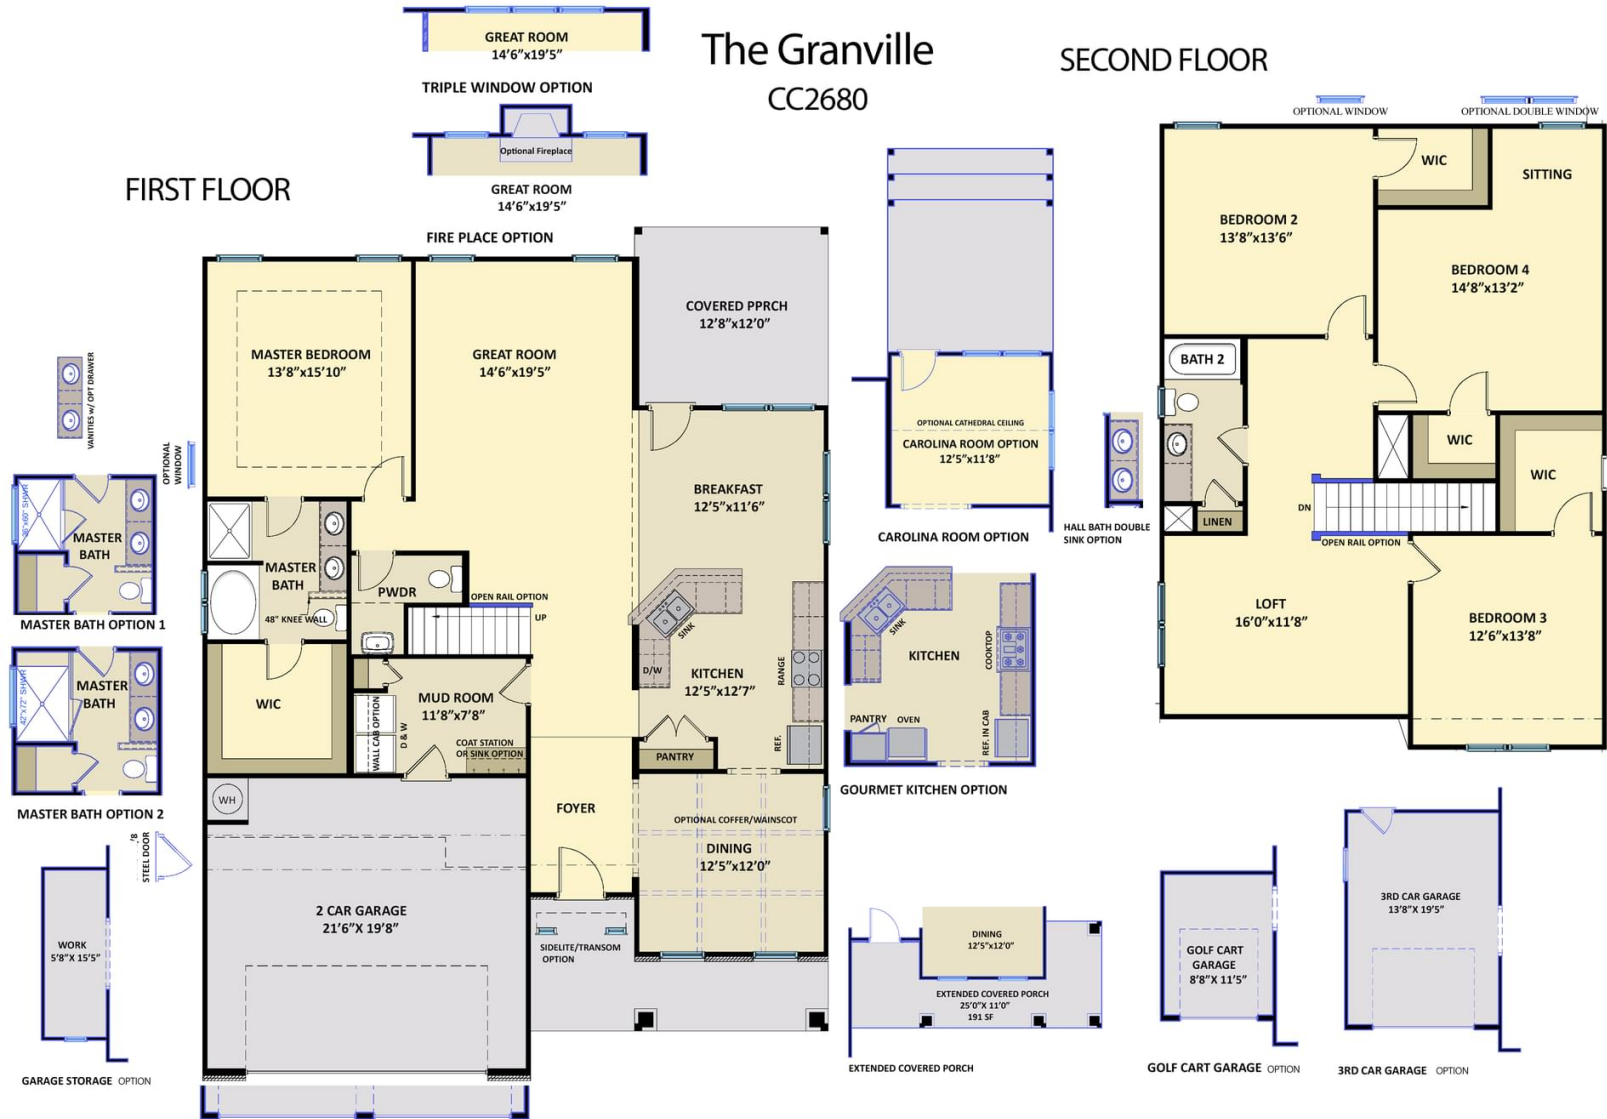 The Granville
CC2680
FIRST FLOOR
SECOND FLOOR
GREAT ROOM
14’6”x19’5”
TRIPLE WINDOW OPTION
Optional Fireplace
GREAT ROOM
14’6”x19’5”
FIRE PLACE OPTION
MASTER BEDROOM
13’8”x15’10”
GREAT ROOM
14’6”x19’5”
COVERED PPRCH
12’8”x12’0”
BREAKFAST
12’5”x11’6”
MASTER
BATH
48” KNEE WALL
PWDR
OPEN RAIL OPTION
UP
SINK
D/W
KITCHEN
12’5”x12’7”
RANGE
REF.
PANTRY
WIC
MUD ROOM
11’8”x7’8”
WALL CAB OPTION
D & W
COAT STATION
OR SINK OPTION
WH
FOYER
OPTIONAL COFFER/WAINSCOT
DINING
12’5”x12’0”
2 CAR GARAGE
21’6”X 19’8”
SIDELITE/TRANSOM
OPTION
VANITIES w/ OPT DRAWER
OPTIONAL
WINDOW
36"x60" SHWR
MASTER
BATH
MASTER BATH OPTION 1
42"x72" SHWR
MASTER
BATH
MASTER BATH OPTION 2
8’
STEEL DOOR
WORK
5’8”X 15’5”
GARAGE STORAGE OPTION
OPTIONAL CATHEDRAL CEILING
CAROLINA ROOM OPTION
12’5”x11’8”
CAROLINA ROOM OPTION
SINK
KITCHEN
COOKTOP
PANTRY
OVEN
REF. IN CAB
GOURMET KITCHEN OPTION
DINING
12’5”x12’0”
EXTENDED COVERED PORCH
25’0”X 11’0”
191 SF
EXTENDED COVERED PORCH
OPTIONAL WINDOW
OPTIONAL DOUBLE WINDOW
WIC
SITTING
BEDROOM 2
13’8”x13’6”
BEDROOM 4
14’8”x13’2”
BATH 2
WIC
WIC
LINEN
DN
OPEN RAIL OPTION
HALL BATH DOUBLE
SINK OPTION
LOFT
16’0”x11’8”
BEDROOM 3
12’6”x13’8”
GOLF CART
GARAGE
8’8”X 11’5”
GOLF CART GARAGE OPTION
3RD CAR GARAGE
13’8”X 19’5”
3RD CAR GARAGE OPTION